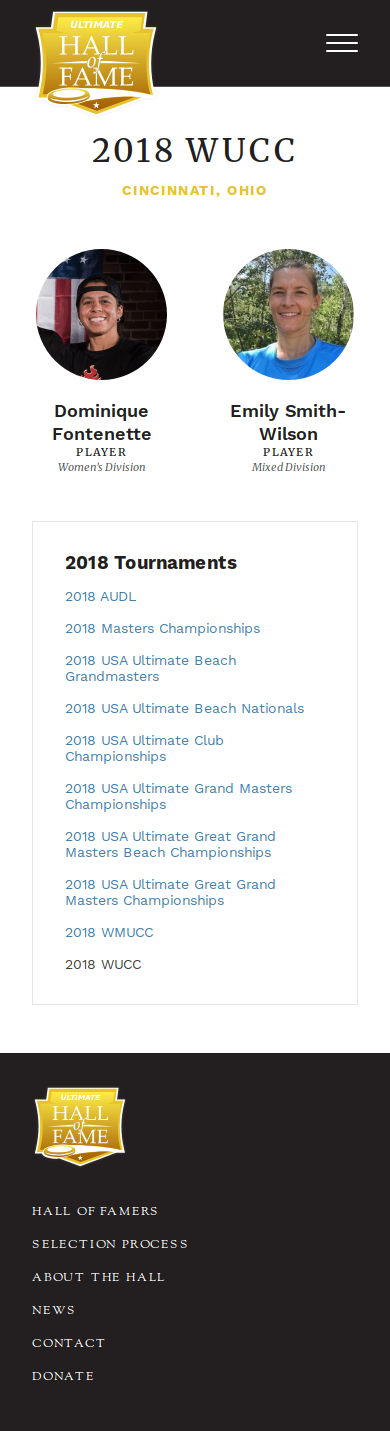 ULTIMATE
HALL
of
FAME
2018 WUCC
CINCINNATI, OHIO
Dominique
Fontenette
PLAYER
Women's Division
Emily Smith-
Wilson
PLAYER
Mixed Division
2018 Tournaments
2018 AUDL
2018 Masters Championships
2018 USA Ultimate Beach
Grandmasters
2018 USA Ultimate Beach Nationals
2018 USA Ultimate Club
Championships
2018 USA Ultimate Grand Masters
Championships
2018 USA Ultimate Great Grand
Masters Beach Championships
2018 USA Ultimate Great Grand
Masters Championships
2018 WMUCC
2018 WUCC
ULTIMATE
HALL
of
FAME
HALL OF FAMERS
SELECTION PROCESS
ABOUT THE HALL
NEWS
CONTACT
DONATE